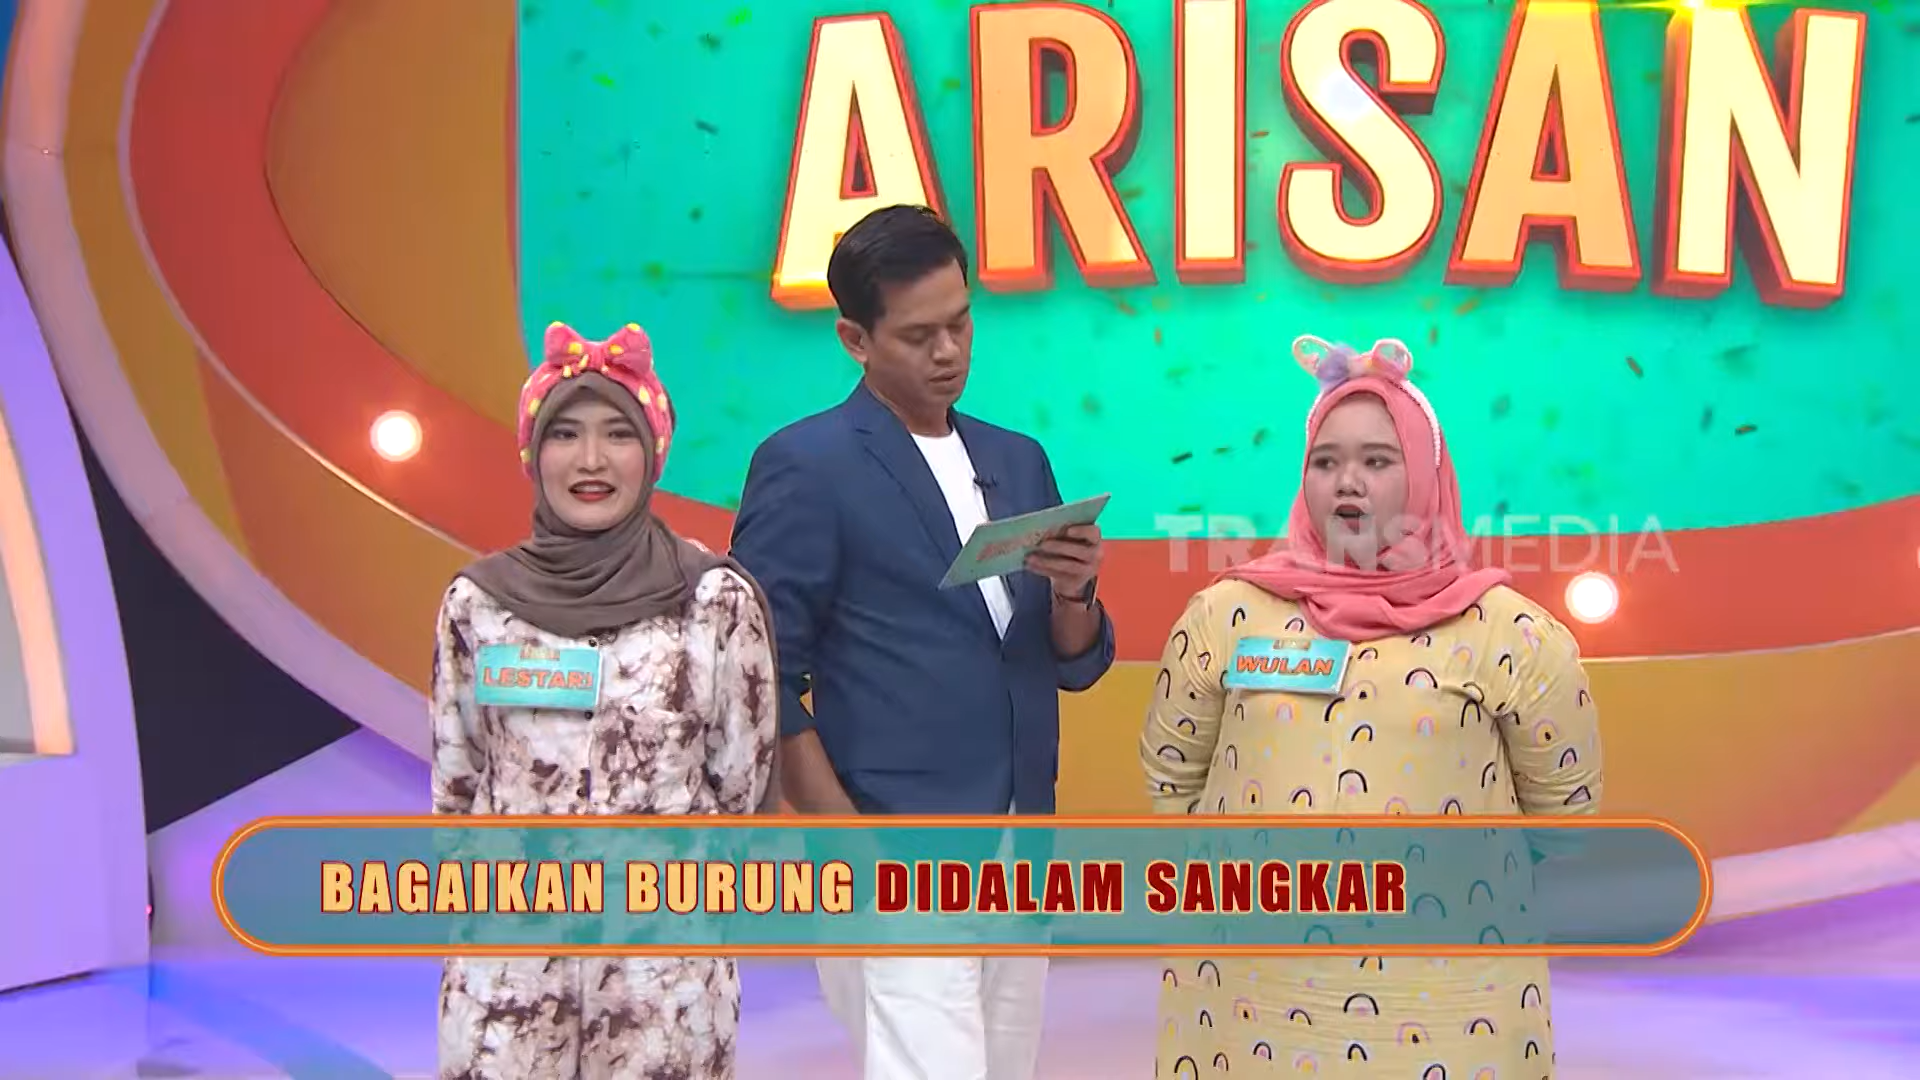 ARISAN
TRANSMEDIA
LESTARI
WULAN
BAGAIKAN BURUNG DIDALAM SANGKAR